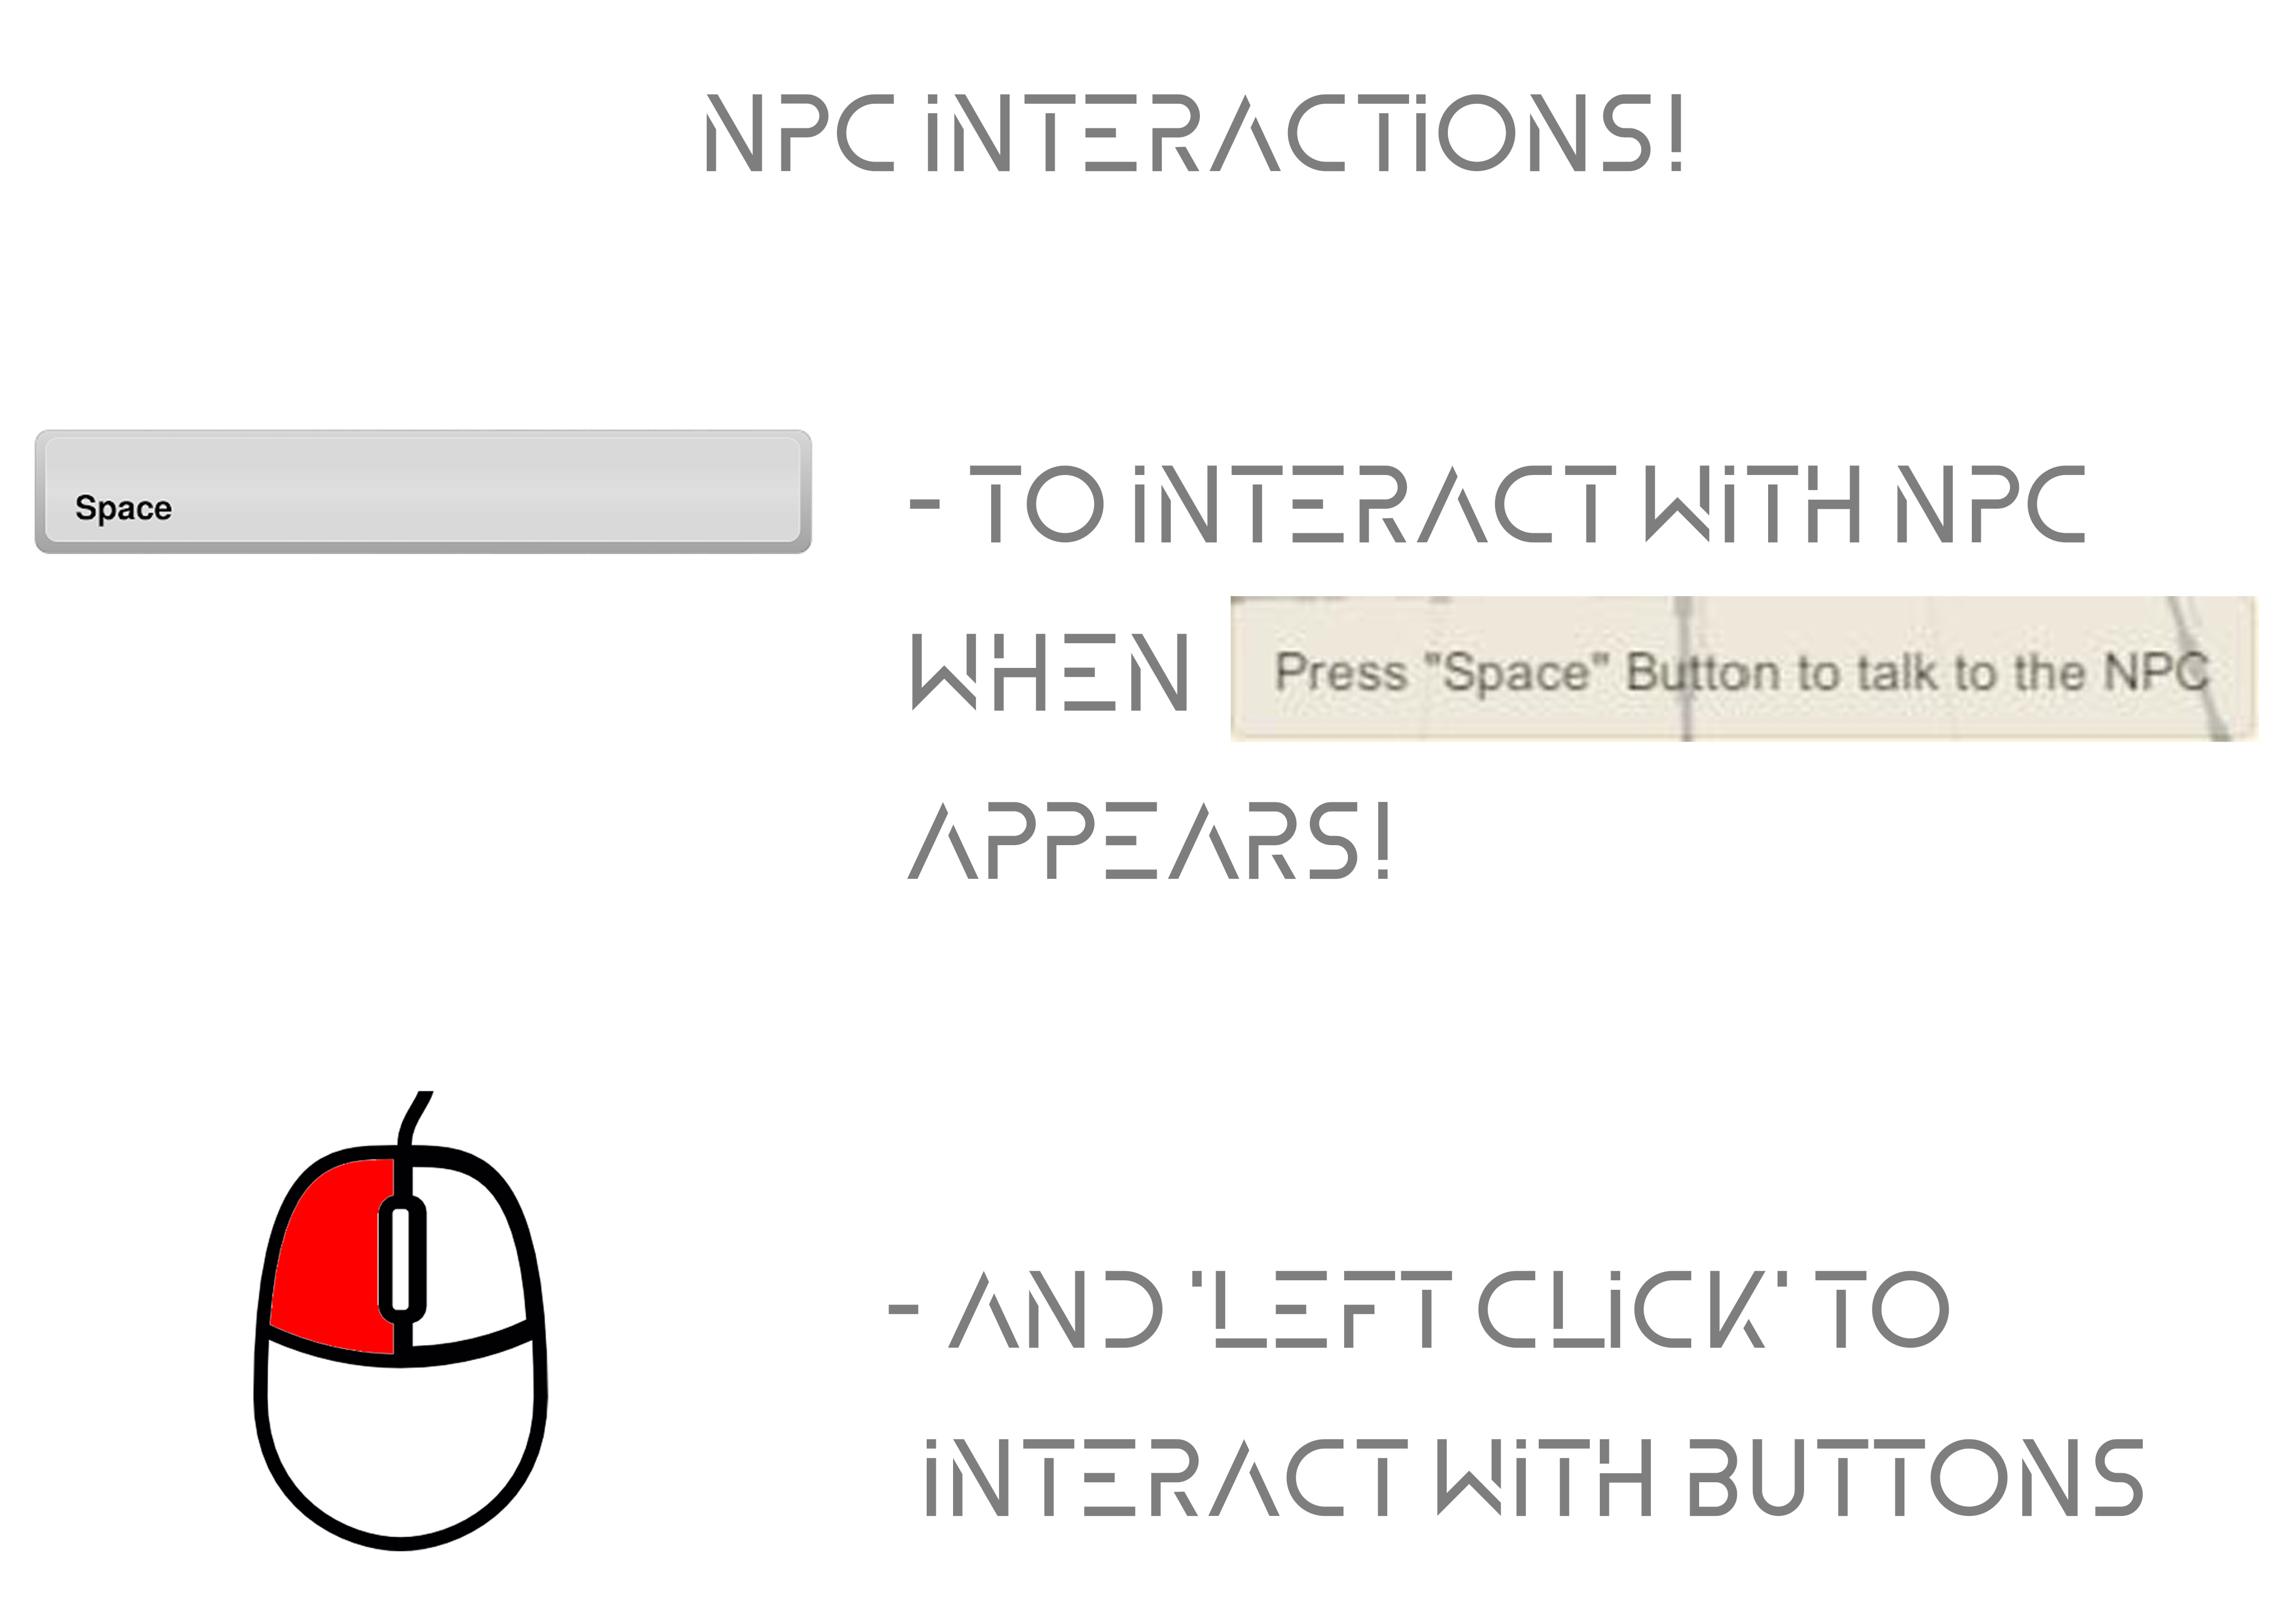 NPC iNTERACTiONS!
Space
- TO iNTERACT WiTH NPC
WHEN Press "Space" Button to talk to the NPC
APPEARS!
- AND 'LEFT CLiCK' TO
iNTERACT WiTH BUTTONS